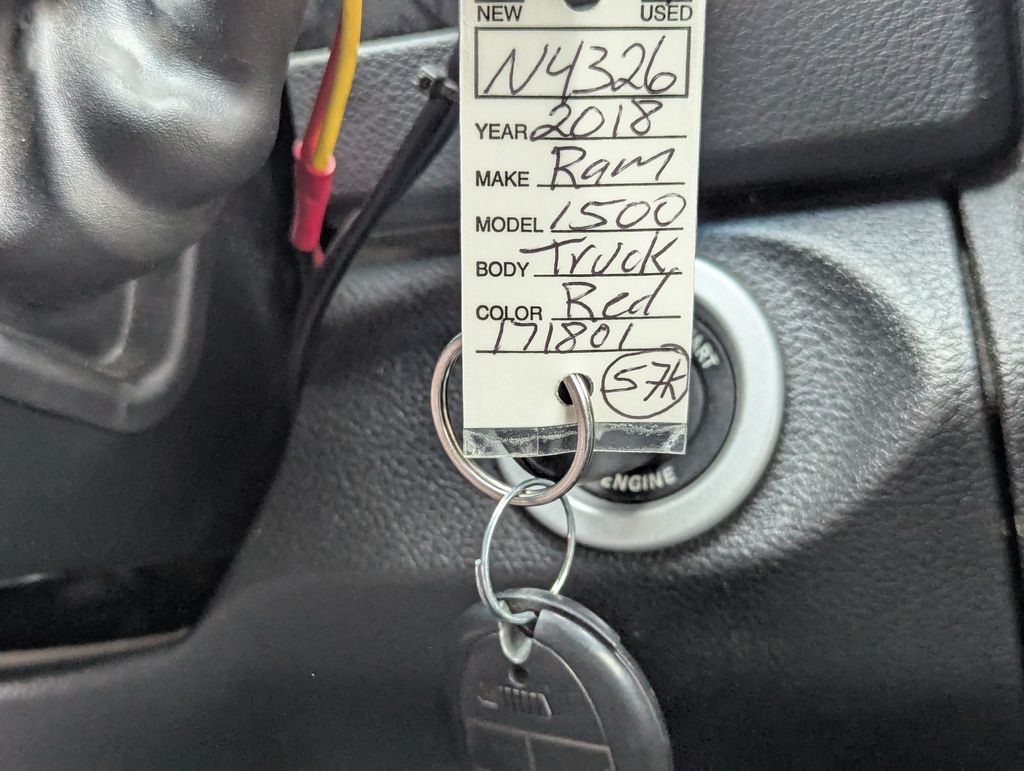 NEW USED
N4326
YEAR 2018
MAKE Ram
MODEL 1500
BODY Truck
COLOR Red
171801
57k
ENGINE